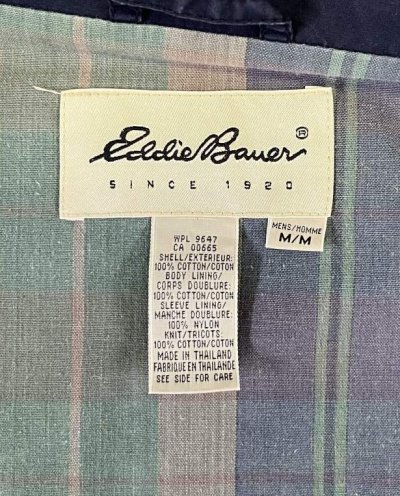 Eddie Bauer®
SINCE 1920
MENS/HOMME
M/M
WPL 9647
CA 00665
SHELL/EXTERIEUR:
100% COTTON/COTON
BODY LINING/
CORPS DOUBLURE:
100% COTTON/COTON
SLEEVE LINING/
MANCHE DOUBLURE:
100% NYLON
KNIT/TRICOTS:
100% COTTON/COTON
MADE IN THAILAND
FABRIQUE EN THAILANDE
SEE SIDE FOR CARE